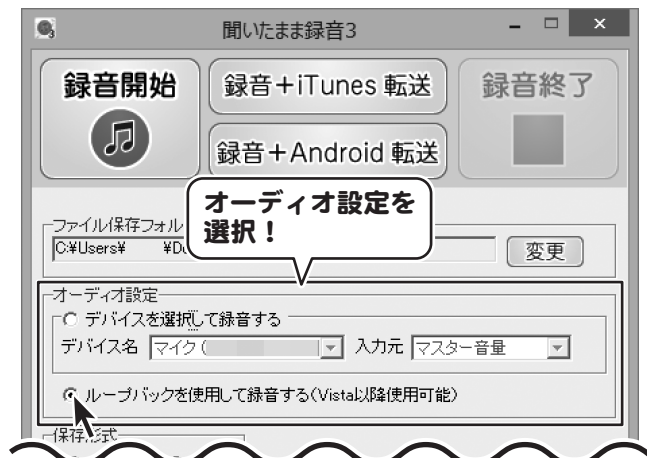 聞いたまま録音3
録音開始
録音+iTunes 転送
録音終了
録音+Android 転送
オーディオ設定を
選択！
ファイル保存フォル
C:¥Users¥ ¥D
変更
オーディオ設定
デバイスを選択して録音する
デバイス名 マイク( 入力元 マスター音量
ループバックを使用して録音する(Vista以降使用可能)
保存形式